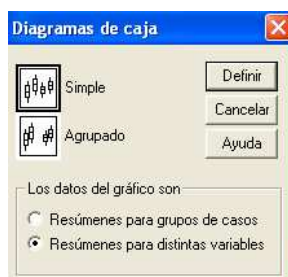 Diagramas de caja
Simple
Agrupado
Definir
Cancelar
Ayuda
Los datos del gráfico son
Resúmenes para grupos de casos
Resúmenes para distintas variables